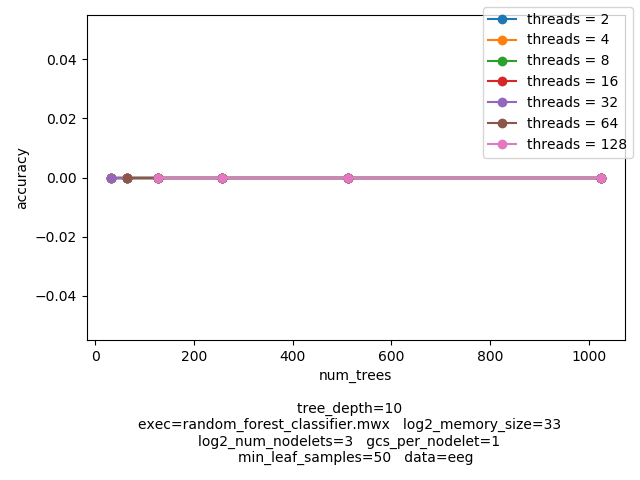 threads = 2
threads = 4
threads = 8
threads = 16
threads = 32
threads = 64
threads = 128
0.04
0.02
0.00
−0.02
−0.04
accuracy
0 200 400 600 800 1000
num_trees
tree_depth=10
exec=random_forest_classifier.mwx log2_memory_size=33
log2_num_nodelets=3 gcs_per_nodelet=1
min_leaf_samples=50 data=eeg